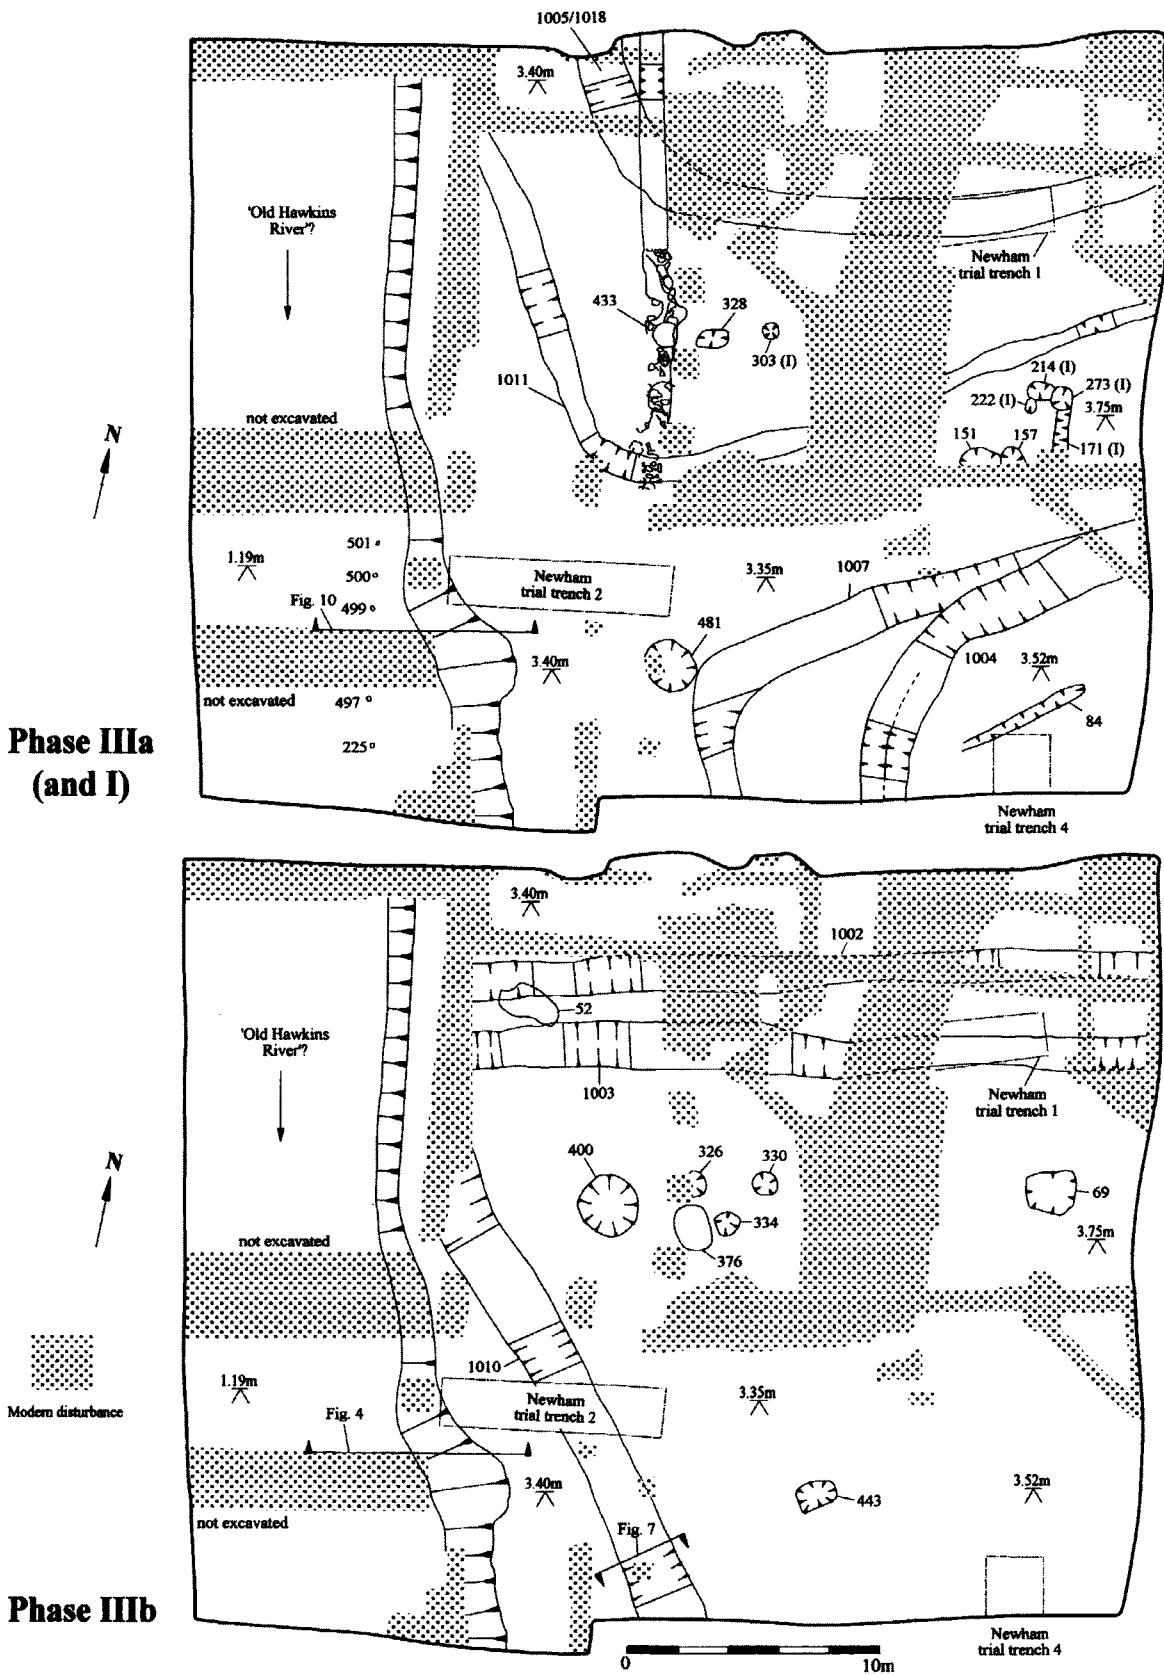 1005/1018
3.40m
'Old Hawkins
River'?
Newham
trial trench 1
433
328
303 (I)
1011
214 (I)
273 (I)
222 (I)
3.75m
N
not excavated
151
157
171 (I)
501
1.19m
500
Newham
trial trench 2
3.35m
1007
Fig. 10
499
481
3.40m
1004
3.52m
not excavated
497
84
Phase IIIa
(and I)
225
Newham
trial trench 4
3.40m
1002
52
'Old Hawkins
River'?
1003
Newham
trial trench 1
N
400
326
330
69
334
3.75m
not excavated
376
1010
1.19m
Newham
trial trench 2
3.35m
Modern disturbance
Fig. 4
3.40m
3.52m
443
not excavated
Fig. 7
Phase IIIb
Newham
trial trench 4
0
10m